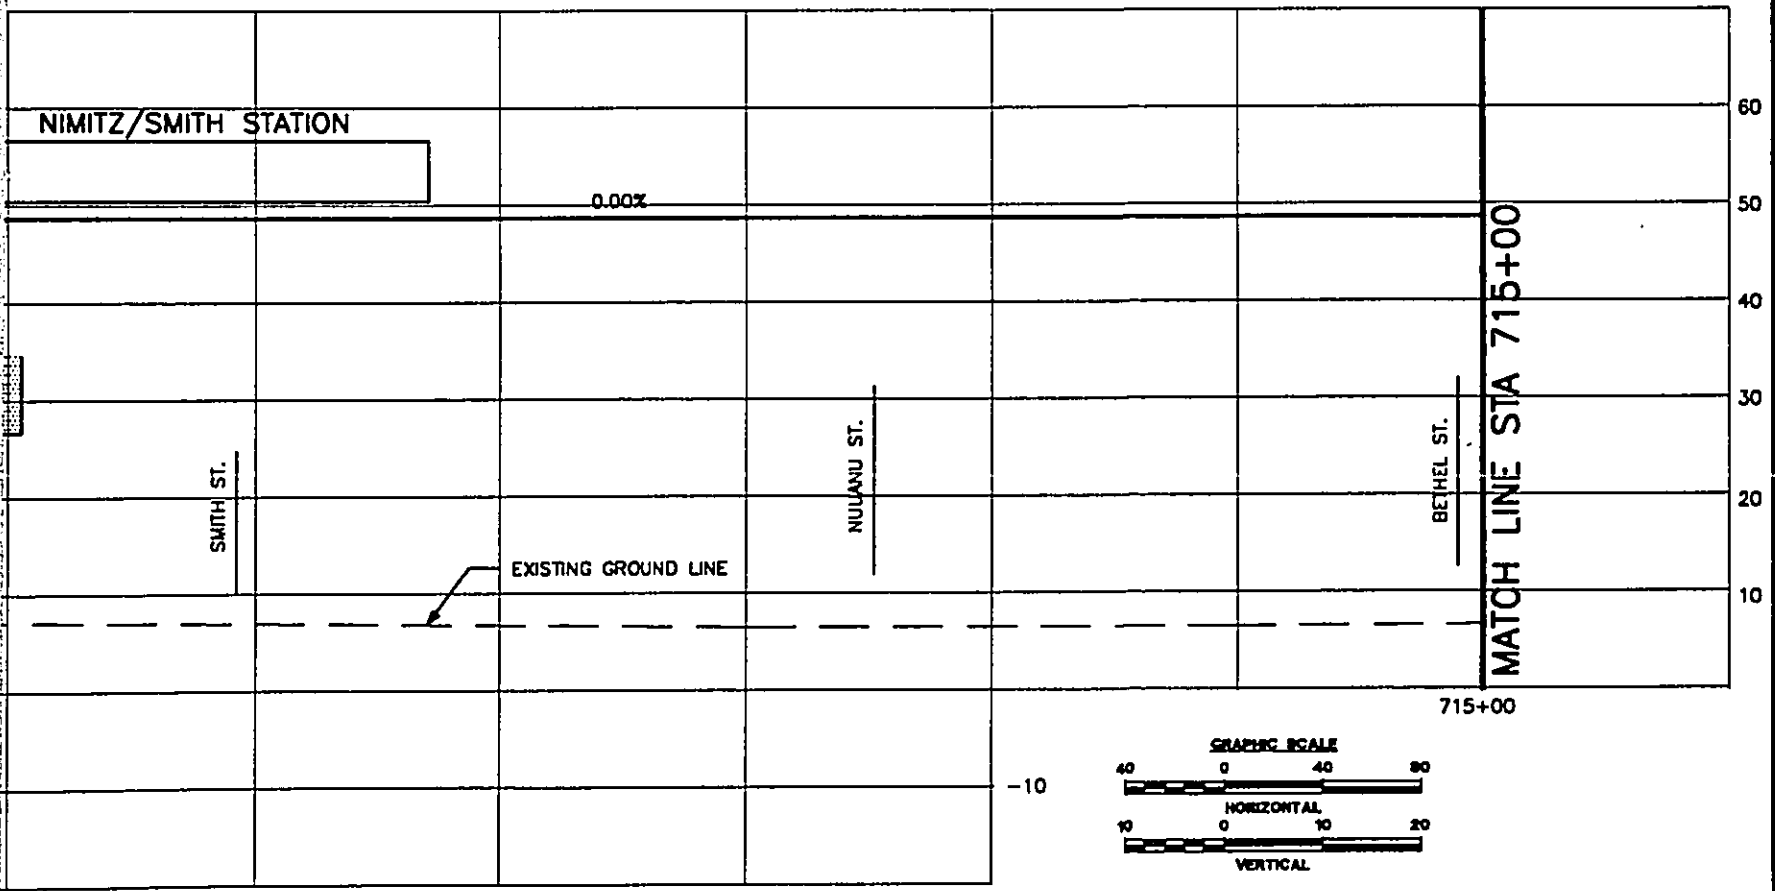 60
NIMITZ/SMITH STATION
0.00%
50
40
30
20
10
SMITH ST.
NUUANU ST.
BETHEL ST.
MATCH LINE STA 715+00
EXISTING GROUND LINE
715+00
-10
GRAPHIC SCALE
40 0 40 80
HORIZONTAL
10 0 10 20
VERTICAL